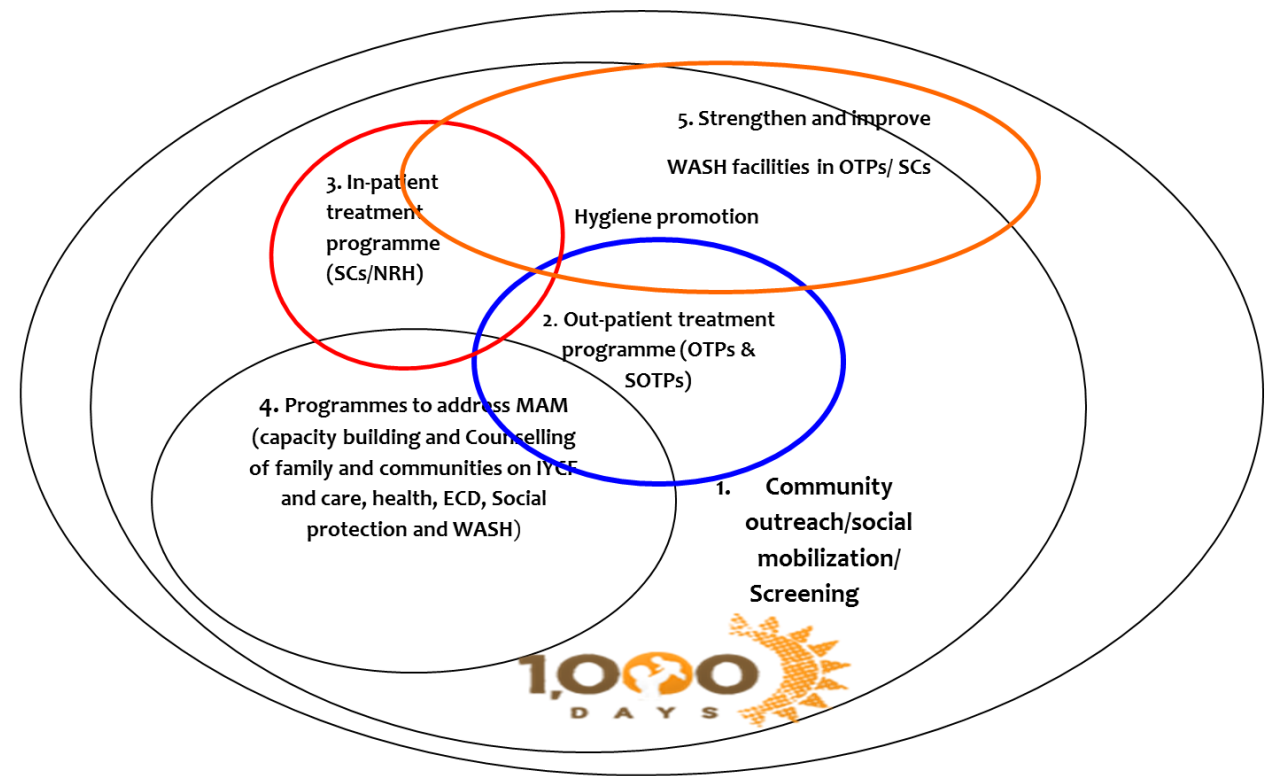 5. Strengthen and improve
WASH facilities in OTPs/ SCs
3. In-patient
treatment
programme
(SCs/NRH)
Hygiene promotion
2. Out-patient treatment
programme (OTPs &
SOTPs)
4. Programmes to address MAM
(capacity building and Counselling
of family and communities on IYCF
and care, health, ECD, Social
protection and WASH)
1. Community
outreach/social
mobilization/
Screening
1,000
DAYS